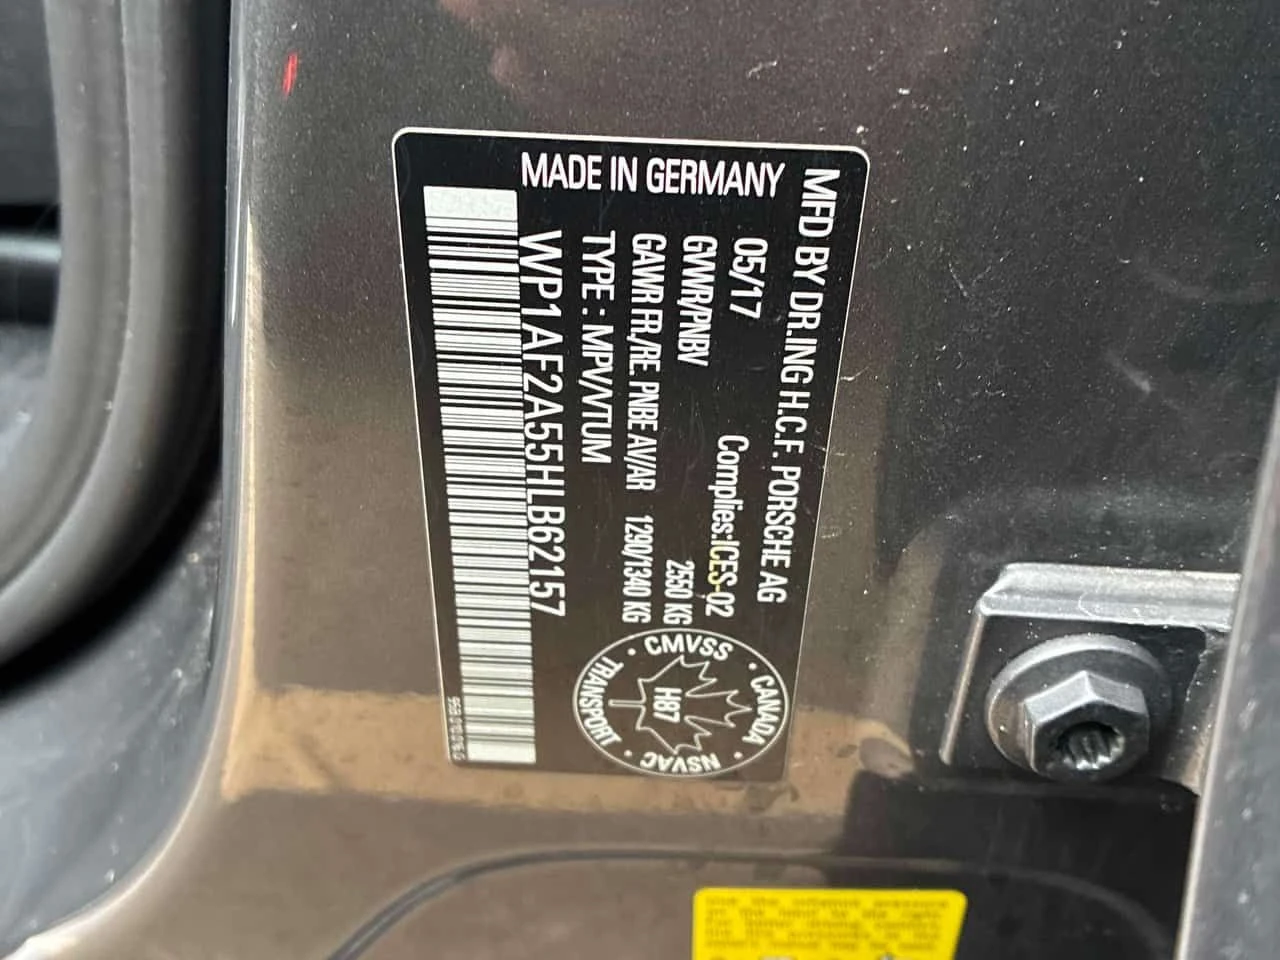 MFD BY DR.ING H.C.F. PORSCHE AG
MADE IN GERMANY
05/17 Complies:ICES-02
GVWR/PNBV 2550 KG
GAWR FR./RE. PNBE AV/AR 1290/1340 KG
TYPE : MPV/VTUM
WP1AF2A55HLB62157
CMVSS
CANADA
NSVAC
TRANSPORT
H87